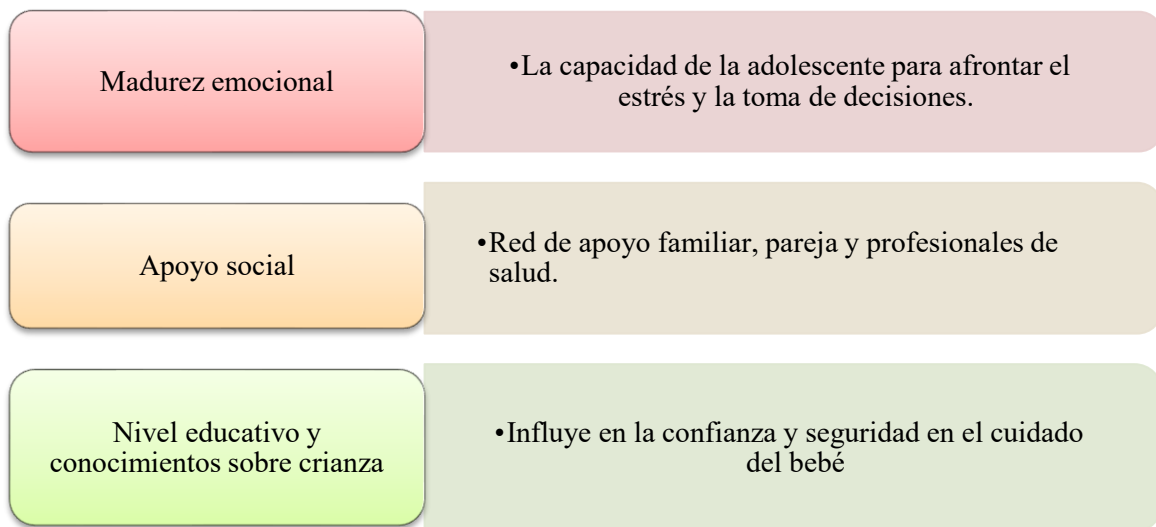 Madurez emocional
•La capacidad de la adolescente para afrontar el
estrés y la toma de decisiones.
Apoyo social
•Red de apoyo familiar, pareja y profesionales de
salud.
Nivel educativo y
conocimientos sobre crianza
•Influye en la confianza y seguridad en el cuidado
del bebé